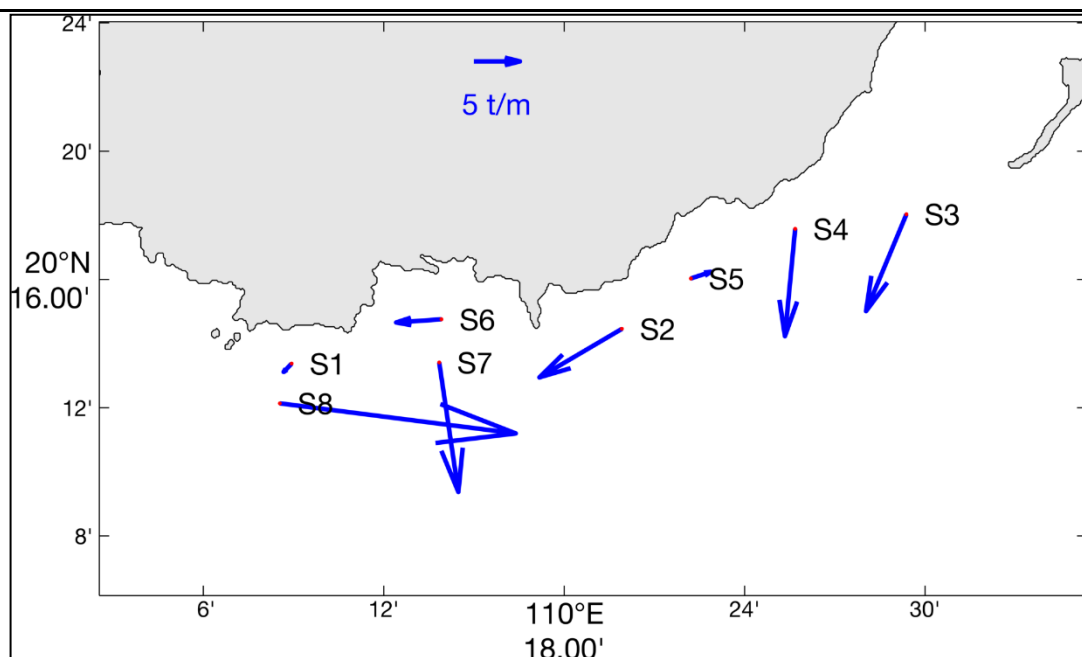 24'
5 t/m
20'
S3
S4
20°N
16.00'
S5
S6
S2
S1
S7
S8
12'
8'
6'
12'
110°E
18.00'
24'
30'